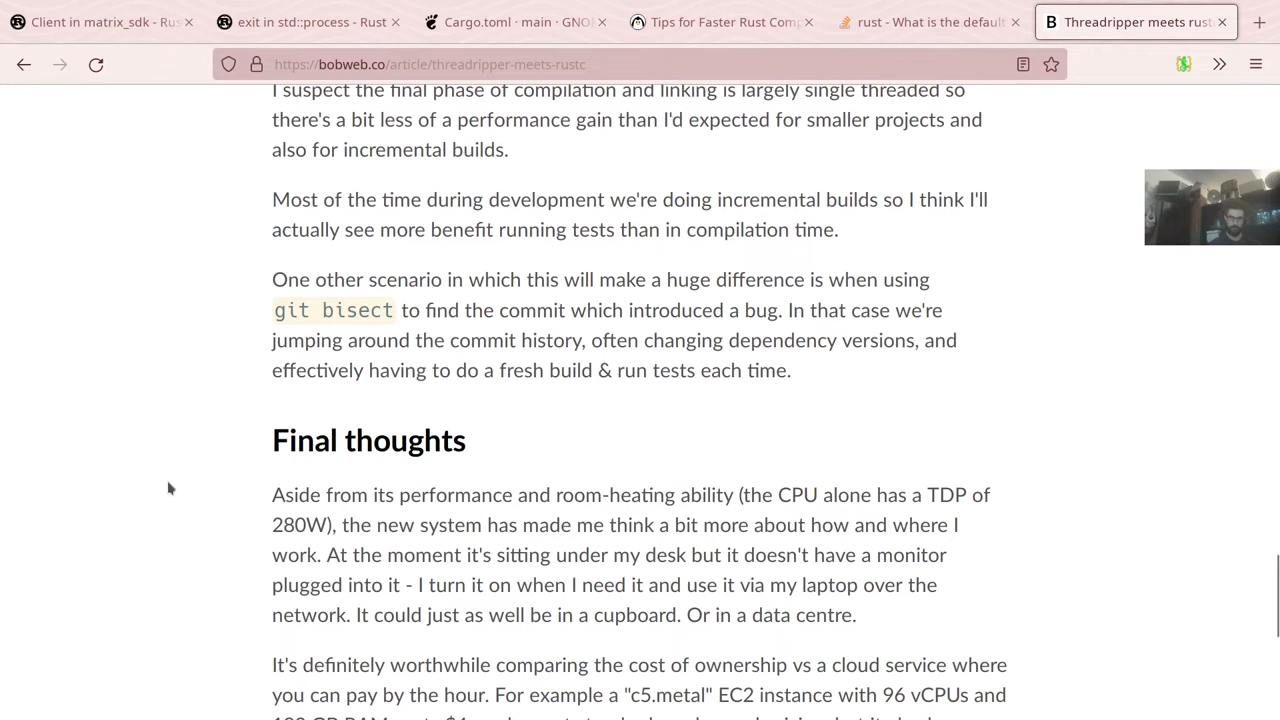 Client in matrix_sdk - Rus
exit in std::process - Rust
Cargo.toml · main · GNO
Tips for Faster Rust Comp
rust - What is the default
Threadripper meets rust
https://bobweb.co/article/threadripper-meets-rustc
I suspect the final phase of compilation and linking is largely single threaded so
there's a bit less of a performance gain than I'd expected for smaller projects and
also for incremental builds.
Most of the time during development we're doing incremental builds so I think I'll
actually see more benefit running tests than in compilation time.
One other scenario in which this will make a huge difference is when using
git bisect to find the commit which introduced a bug. In that case we're
jumping around the commit history, often changing dependency versions, and
effectively having to do a fresh build & run tests each time.
Final thoughts
Aside from its performance and room-heating ability (the CPU alone has a TDP of
280W), the new system has made me think a bit more about how and where I
work. At the moment it's sitting under my desk but it doesn't have a monitor
plugged into it - I turn it on when I need it and use it via my laptop over the
network. It could just as well be in a cupboard. Or in a data centre.
It's definitely worthwhile comparing the cost of ownership vs a cloud service where
you can pay by the hour. For example a "c5.metal" EC2 instance with 96 vCPUs and